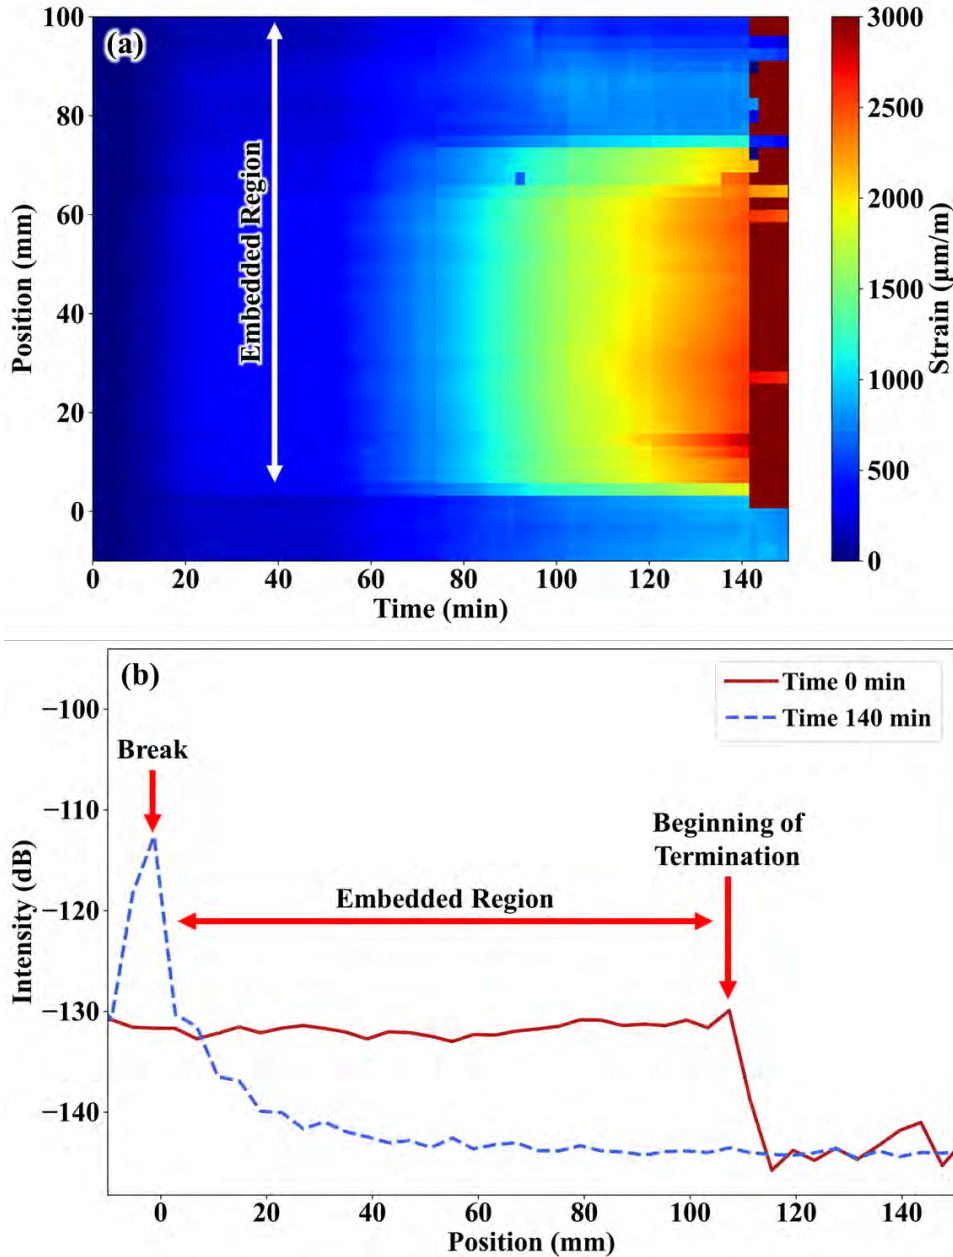 (a)
100
80
60
40
20
0
Position (mm)
Embedded Region
0
20
40
60
80
100
120
140
Time (min)
3000
2500
2000
1500
1000
500
0
Strain (μm/m)
(b)
Time 0 min
Time 140 min
Break
Beginning of
Termination
Embedded Region
−100
−110
−120
−130
−140
Intensity (dB)
0
20
40
60
80
100
120
140
Position (mm)